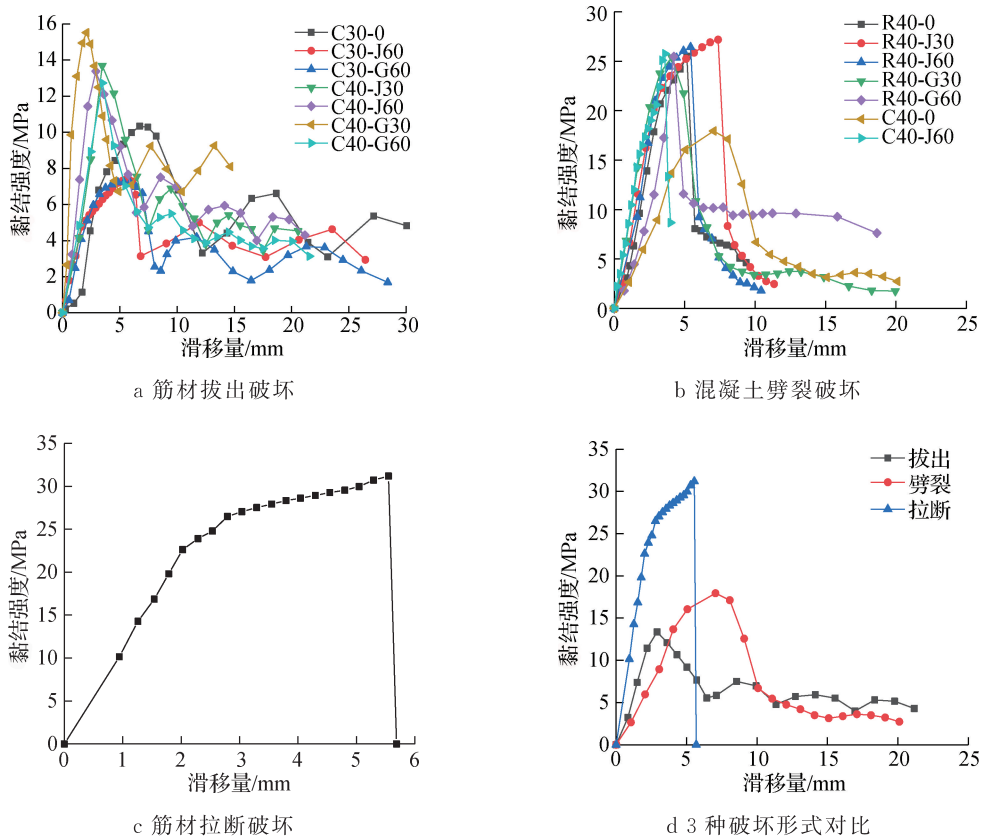 16
14
12
10
8
6
4
2
0
0
5
10
15
20
25
30
黏结强度/MPa
滑移量/mm
C30-0
C30-J60
C30-G60
C40-J30
C40-J60
C40-G30
C40-G60
a 筋材拔出破坏
30
25
20
15
10
5
0
0
5
10
15
20
25
黏结强度/MPa
滑移量/mm
R40-0
R40-J30
R40-J60
R40-G30
R40-G60
C40-0
C40-J60
b 混凝土劈裂破坏
35
30
25
20
15
10
5
0
0
1
2
3
4
5
6
黏结强度/MPa
滑移量/mm
c 筋材拉断破坏
35
30
25
20
15
10
5
0
0
5
10
15
20
25
黏结强度/MPa
滑移量/mm
拔出
劈裂
拉断
d 3种破坏形式对比